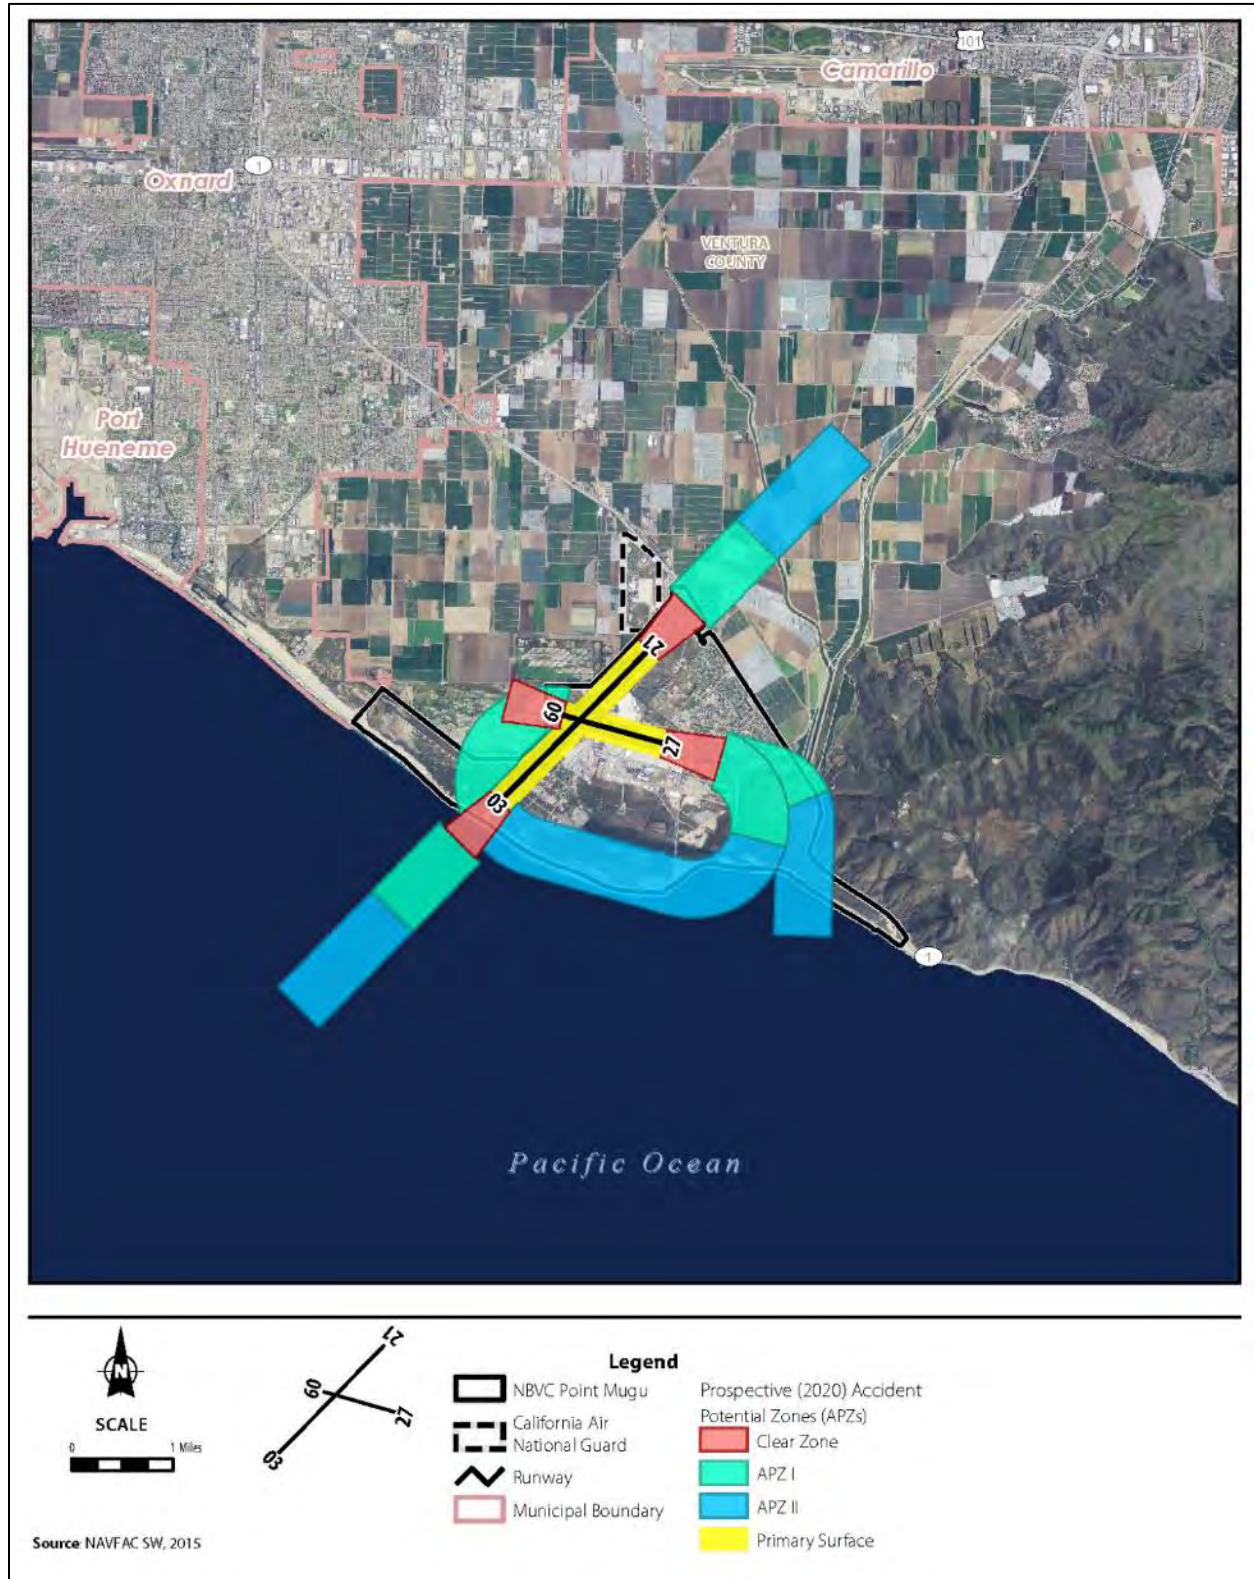 101
Camarillo
1
Oxnard
VENTURA
COUNTY
Port
Hueneme
21
09
27
03
1
Pacific Ocean
N
SCALE
0 1 Miles
21
09
27
03
Legend
NBVC Point Mugu
California Air
National Guard
Runway
Municipal Boundary
Prospective (2020) Accident
Potential Zones (APZs)
Clear Zone
APZ I
APZ II
Primary Surface
Source: NAVFAC SW, 2015